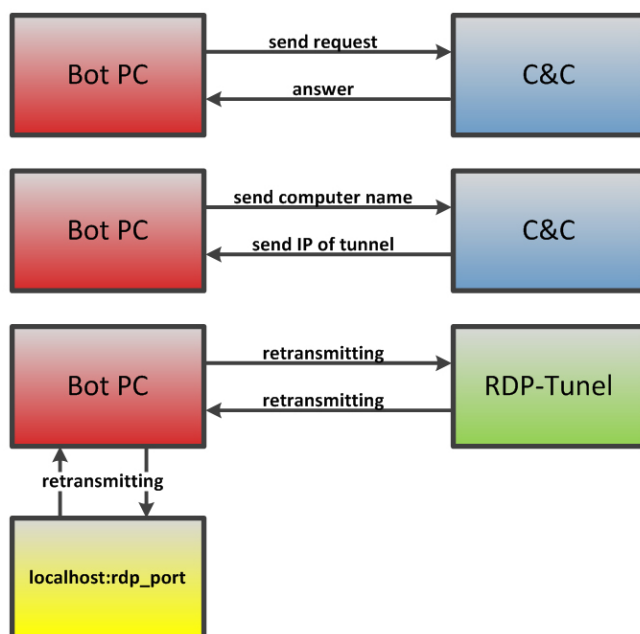 Bot PC
send request
answer
C&C
Bot PC
send computer name
send IP of tunnel
C&C
Bot PC
retransmitting
retransmitting
RDP-Tunel
retransmitting
localhost:rdp_port